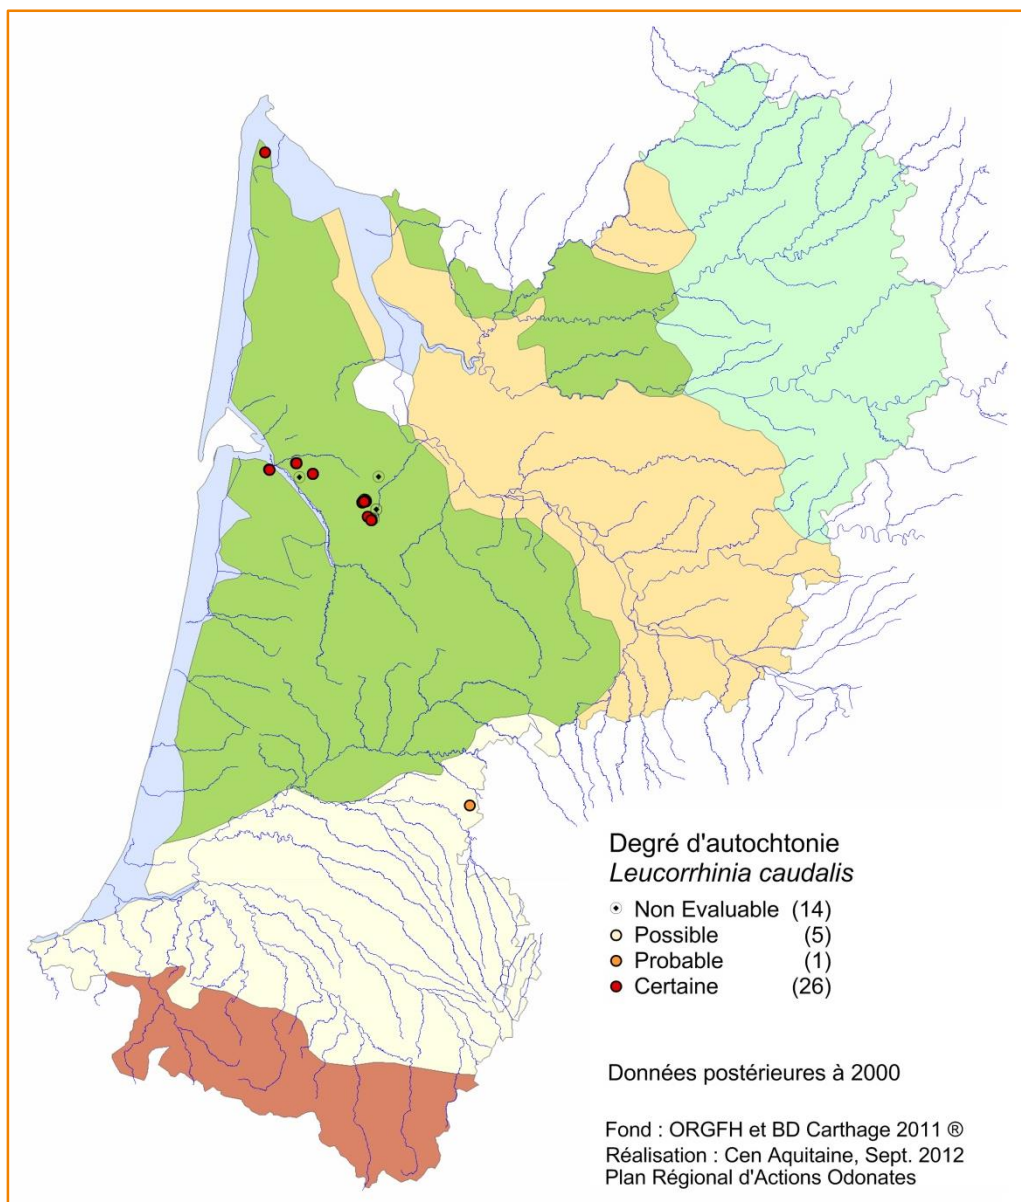 Degré d'autochtonie
Leucorrhinia caudalis
Non Evaluable (14)
Possible (5)
Probable (1)
Certaine (26)
Données postérieures à 2000
Fond : ORGFH et BD Carthage 2011 ®
Réalisation : Cen Aquitaine, Sept. 2012
Plan Régional d'Actions Odonates